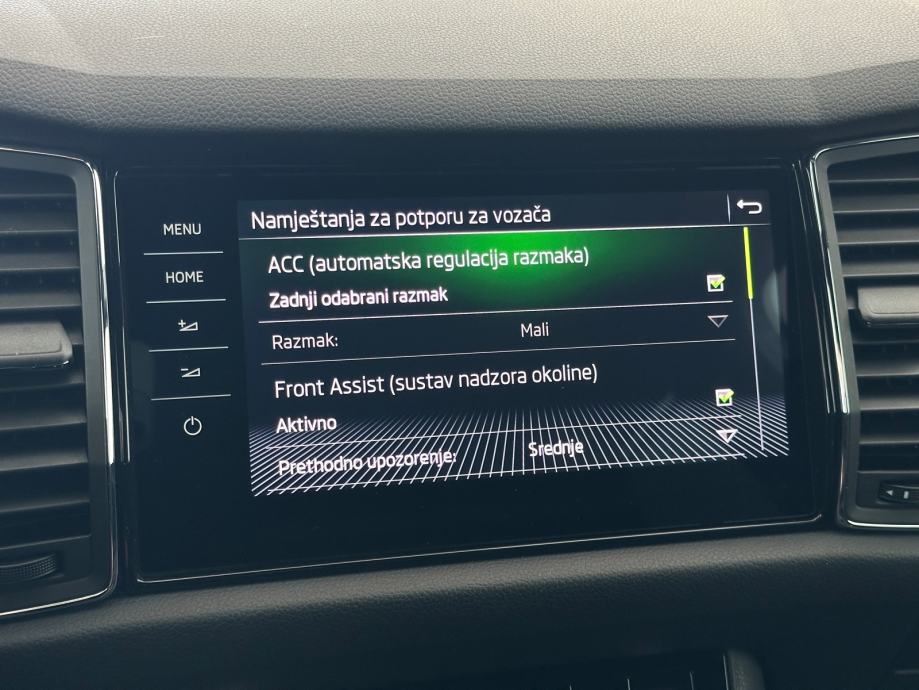 Namještanja za potporu za vozača
MENU
ACC (automatska regulacija razmaka)
HOME
Zadnji odabrani razmak
Razmak: Mali
Front Assist (sustav nadzora okoline)
Aktivno
Prethodno upozorenje: Srednje